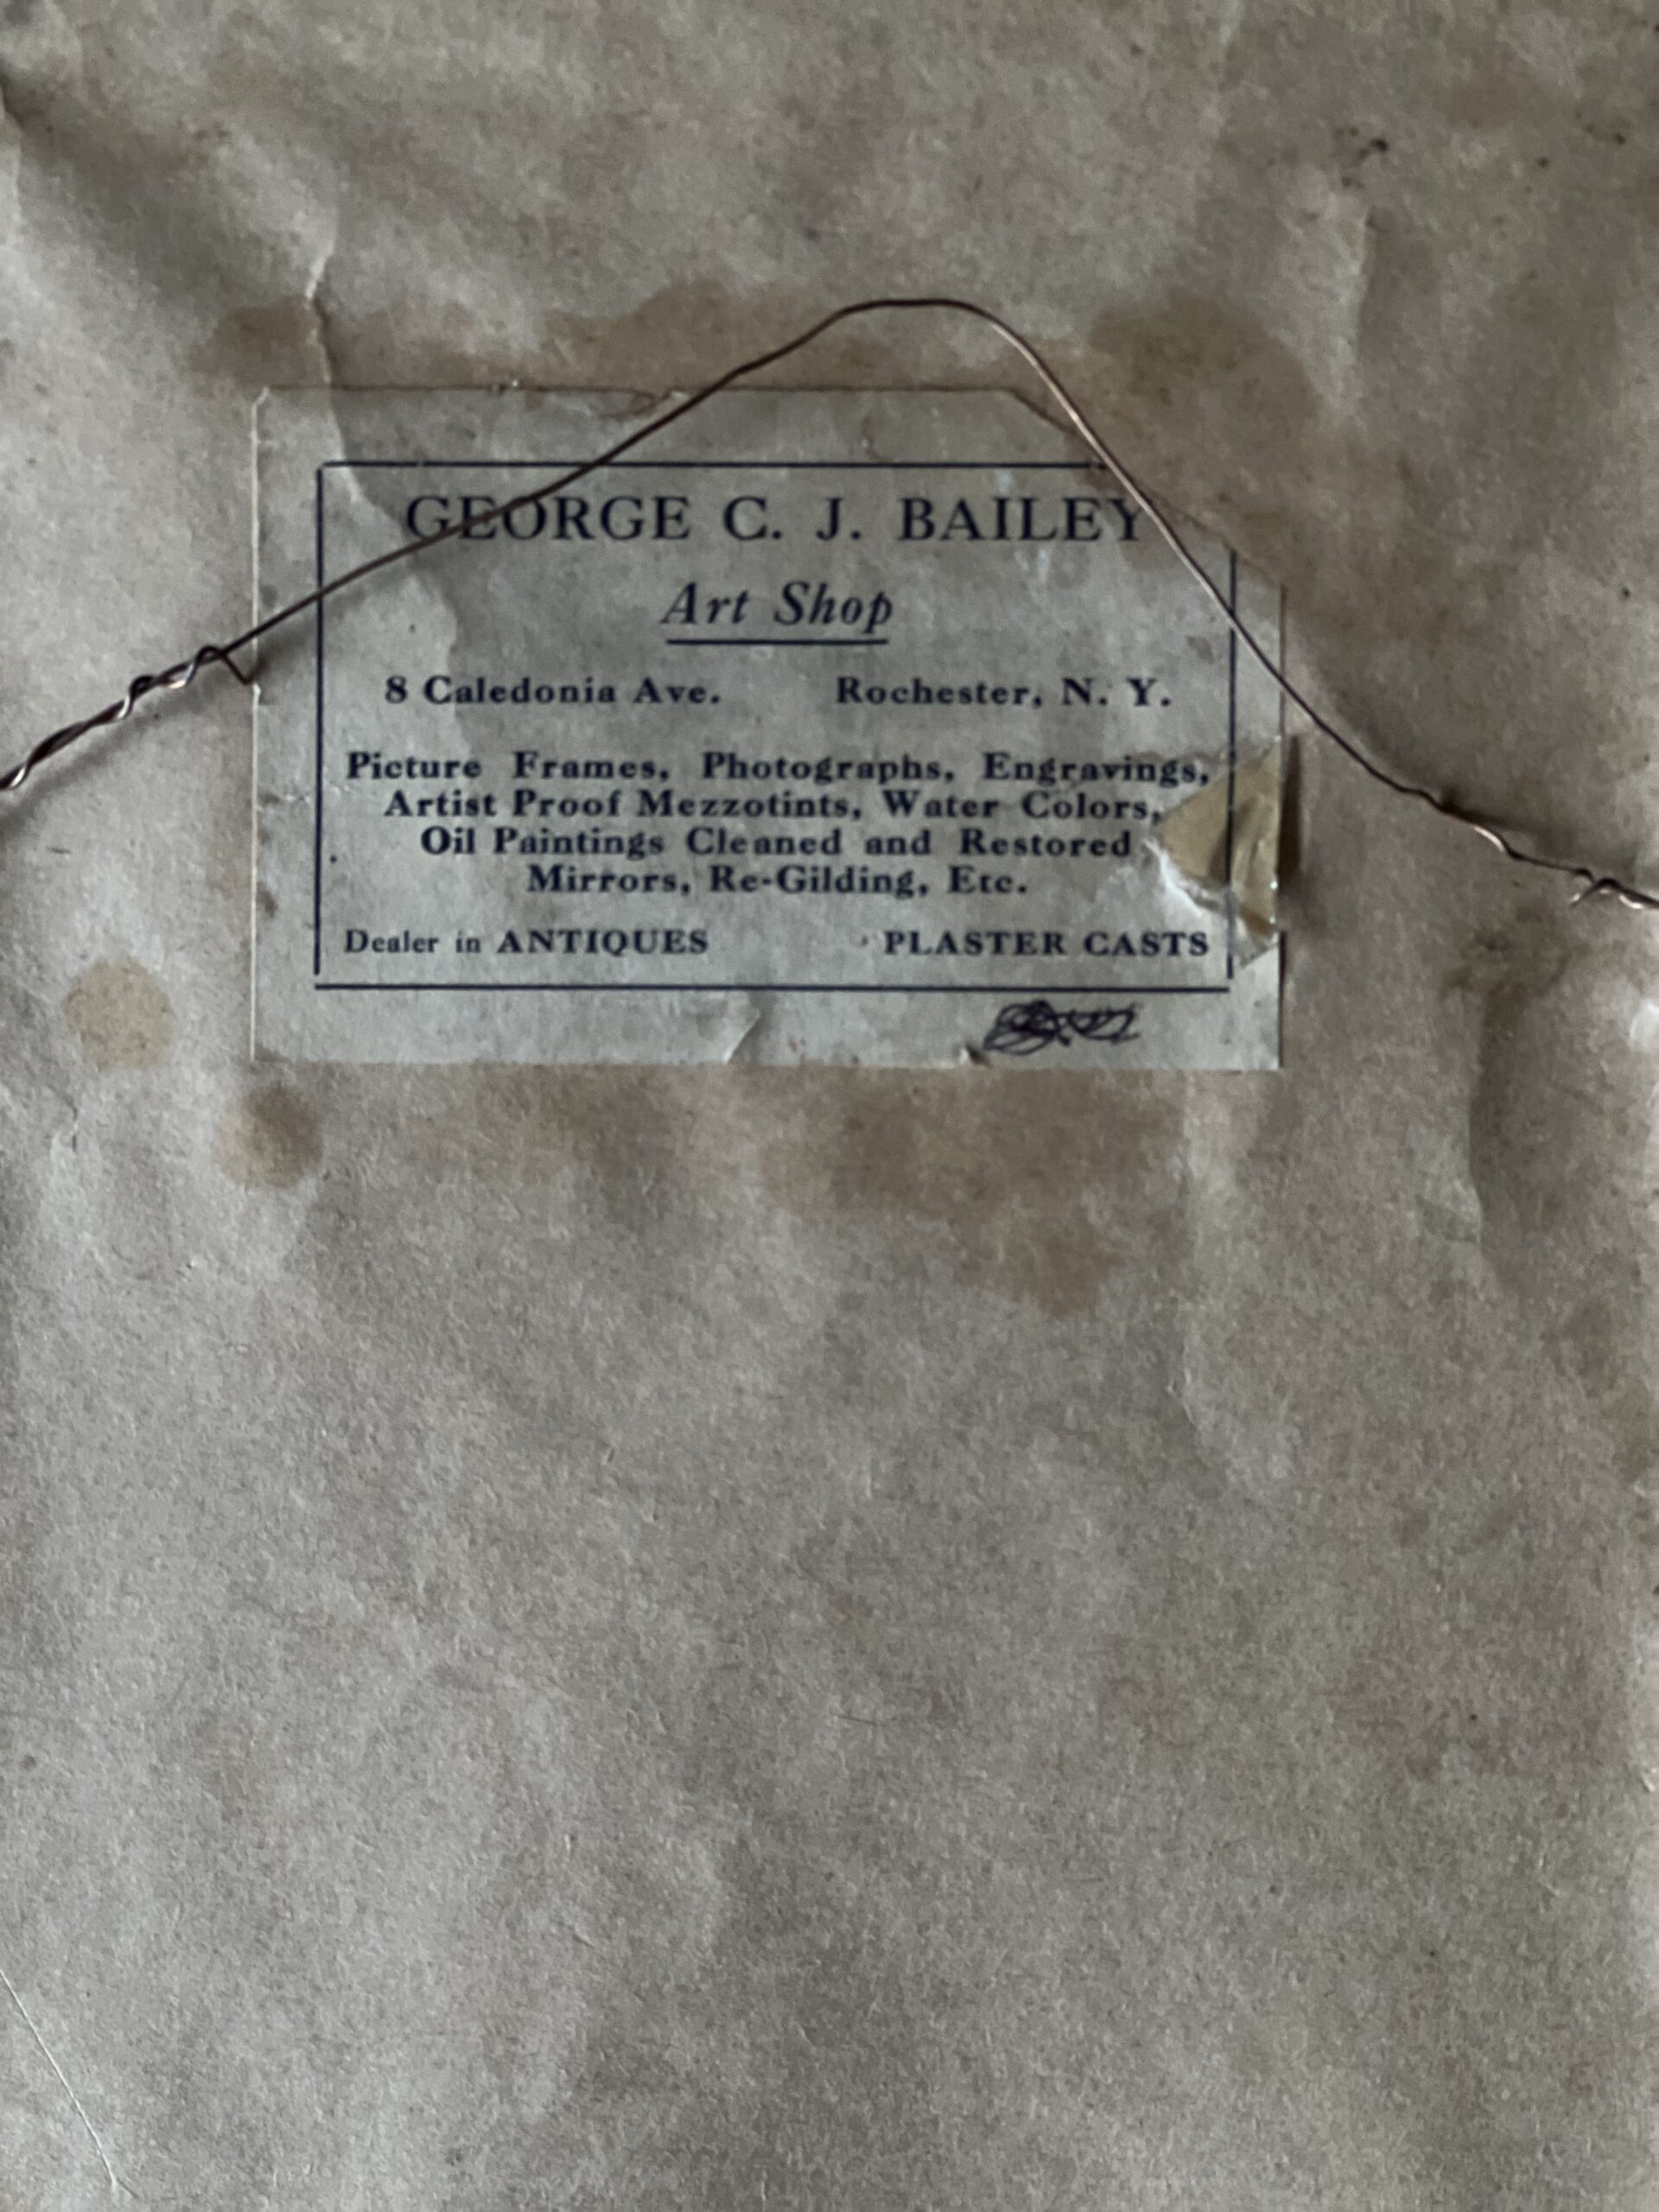 GEORGE C. J. BAILEY
Art Shop
8 Caledonia Ave. Rochester, N. Y.
Picture Frames, Photographs, Engravings,
Artist Proof Mezzotints, Water Colors,
Oil Paintings Cleaned and Restored
Mirrors, Re-Gilding, Etc.
Dealer in ANTIQUES PLASTER CASTS